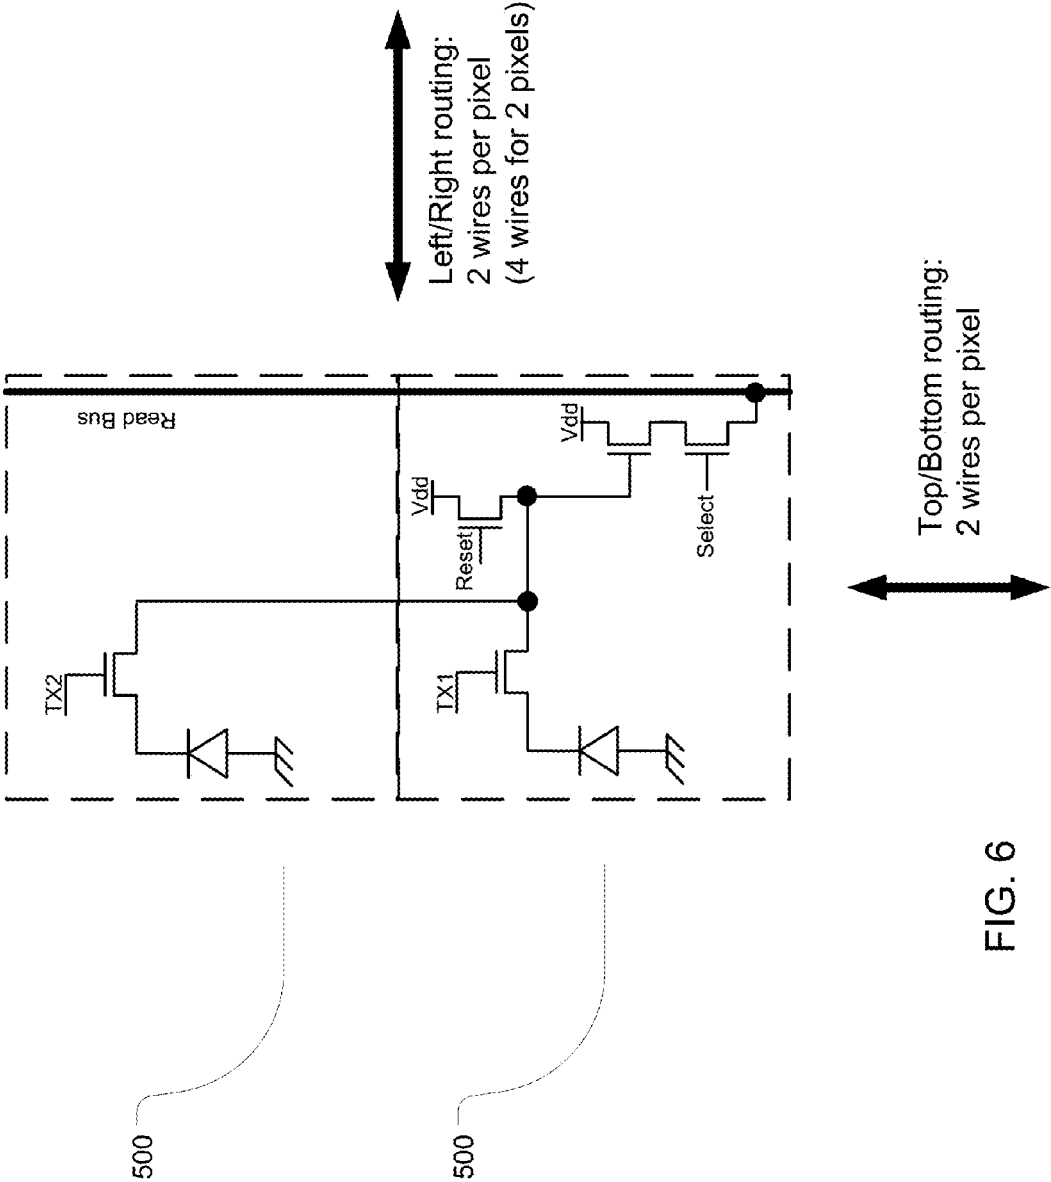 500
500
TX2
TX1
Reset
Vdd
Vdd
Select
Read Bus
Left/Right routing:
2 wires per pixel
(4 wires for 2 pixels)
Top/Bottom routing:
2 wires per pixel
FIG. 6